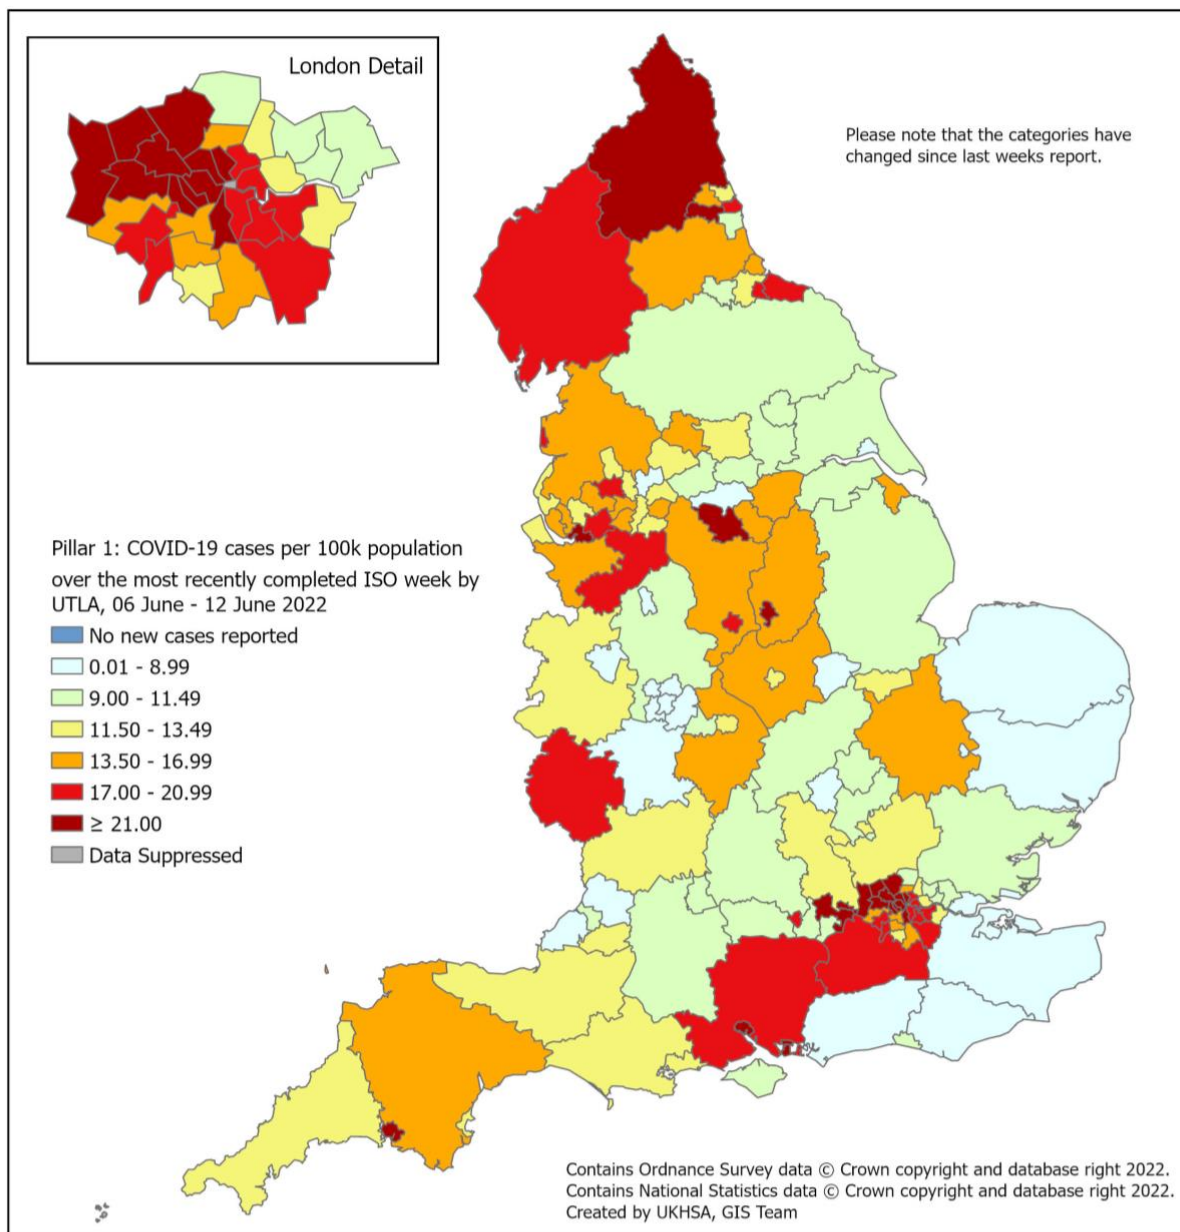 London Detail
Please note that the categories have
changed since last weeks report.
Pillar 1: COVID-19 cases per 100k population
over the most recently completed ISO week by
UTLA, 06 June - 12 June 2022
No new cases reported
0.01 - 8.99
9.00 - 11.49
11.50 - 13.49
13.50 - 16.99
17.00 - 20.99
≥ 21.00
Data Suppressed
Contains Ordnance Survey data © Crown copyright and database right 2022.
Contains National Statistics data © Crown copyright and database right 2022.
Created by UKHSA, GIS Team